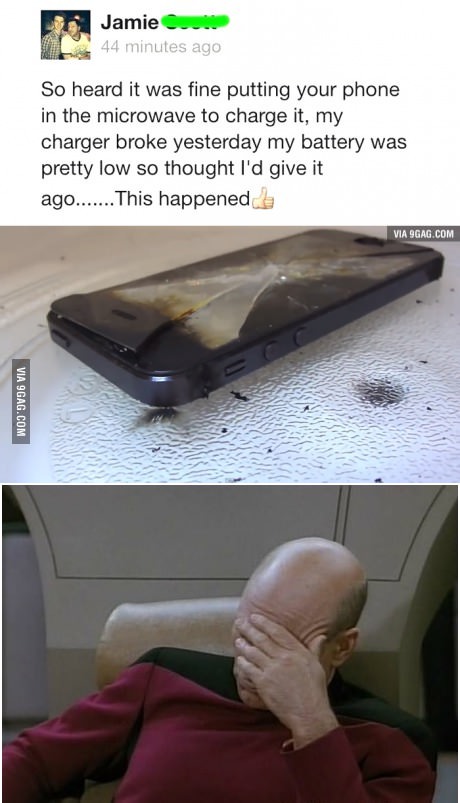 Jamie
44 minutes ago
So heard it was fine putting your phone
in the microwave to charge it, my
charger broke yesterday my battery was
pretty low so thought I'd give it
ago.......This happened👍
VIA 9GAG.COM
VIA 9GAG.COM